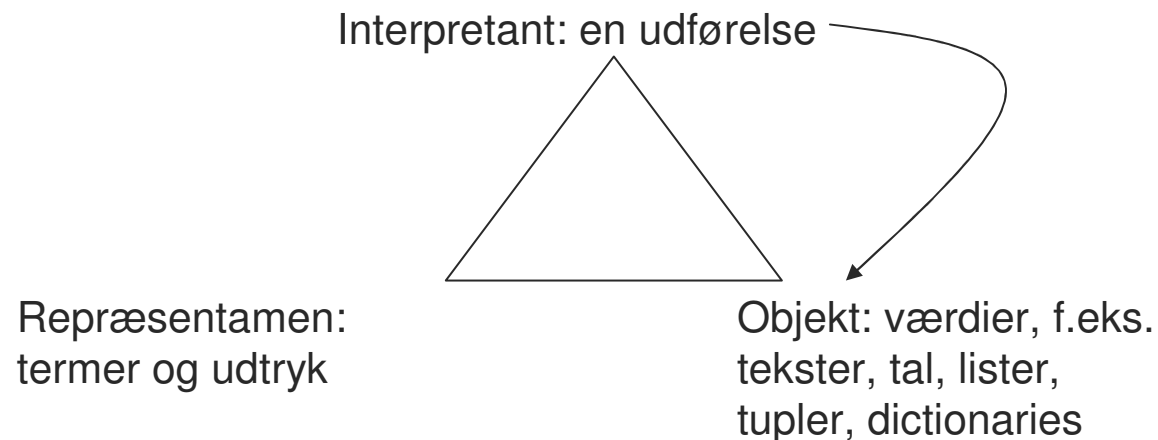 Interpretant: en udførelse
Repræsentamen:
termer og udtryk
Objekt: værdier, f.eks.
tekster, tal, lister,
tupler, dictionaries